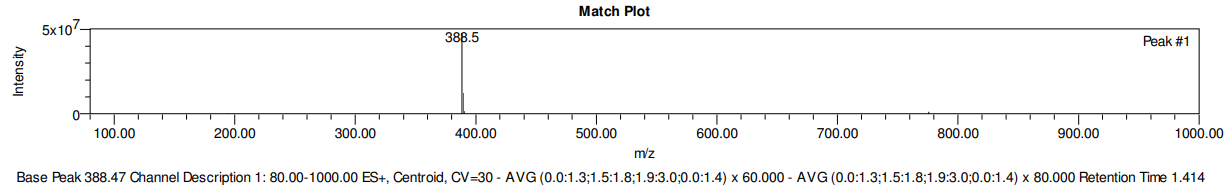 Match Plot
5x10^7
388.5
Peak #1
Intensity
0
100.00 200.00 300.00 400.00 500.00 600.00 700.00 800.00 900.00 1000.00
m/z
Base Peak 388.47 Channel Description 1: 80.00-1000.00 ES+, Centroid, CV=30 - AVG (0.0:1.3;1.5:1.8;1.9:3.0;0.0:1.4) x 60.000 - AVG (0.0:1.3;1.5:1.8;1.9:3.0;0.0:1.4) x 80.000 Retention Time 1.414